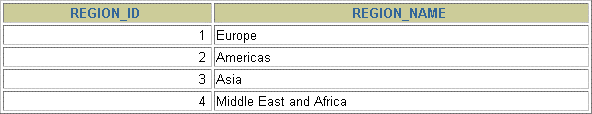 REGION_ID REGION_NAME
1 Europe
2 Americas
3 Asia
4 Middle East and Africa